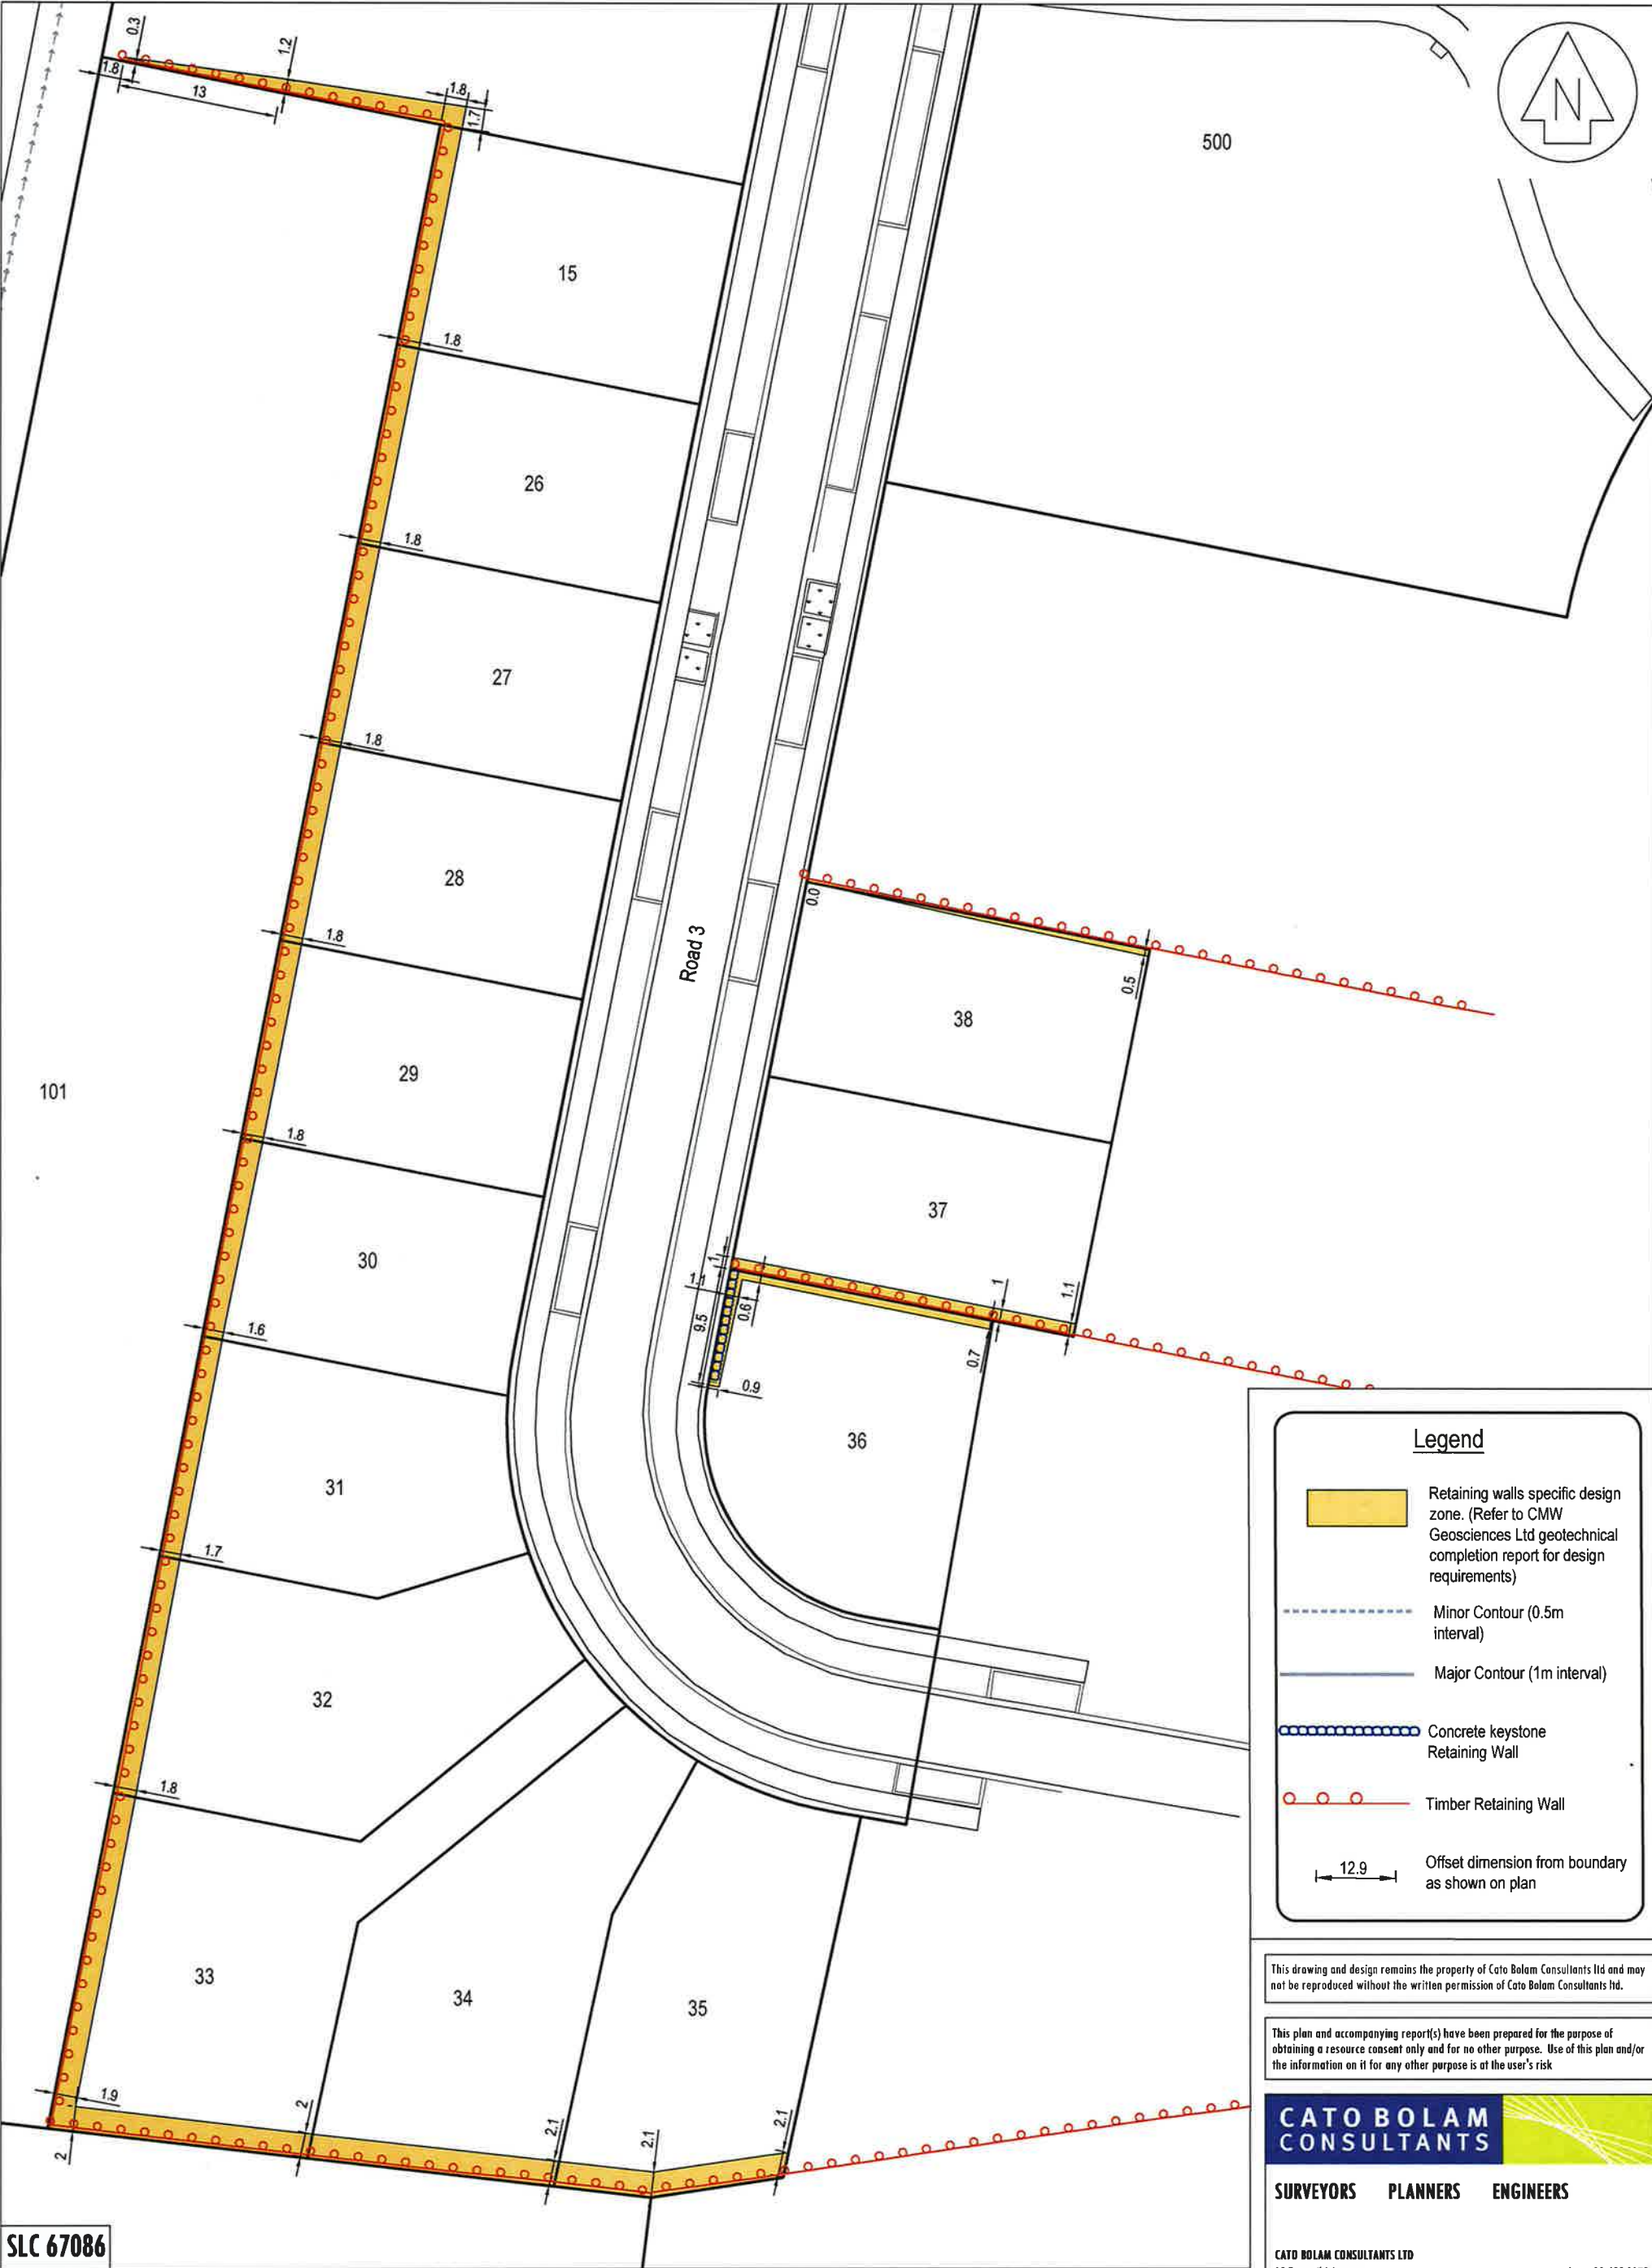 0.3
1.2
1.8
13
1.8
1.7
N
500
15
1.8
26
1.8
27
1.8
28
1.8
29
1.8
30
1.6
31
1.7
32
1.8
33
1.9
2
2
34
2.1
35
2.1
2.1
101
Road 3
0.0
0.5
38
37
1
1.1
9.5
0.6
0.9
1
1.1
0.7
36
Legend
Retaining walls specific design
zone. (Refer to CMW
Geosciences Ltd geotechnical
completion report for design
requirements)
Minor Contour (0.5m
interval)
Major Contour (1m interval)
Concrete keystone
Retaining Wall
Timber Retaining Wall
12.9
Offset dimension from boundary
as shown on plan
This drawing and design remains the property of Cato Bolam Consultants ltd and may
not be reproduced without the written permission of Cato Bolam Consultants ltd.
This plan and accompanying report(s) have been prepared for the purpose of
obtaining a resource consent only and for no other purpose. Use of this plan and/or
the information on it for any other purpose is at the user's risk
CATO BOLAM
CONSULTANTS
SURVEYORS PLANNERS ENGINEERS
CATO BOLAM CONSULTANTS LTD
SLC 67086